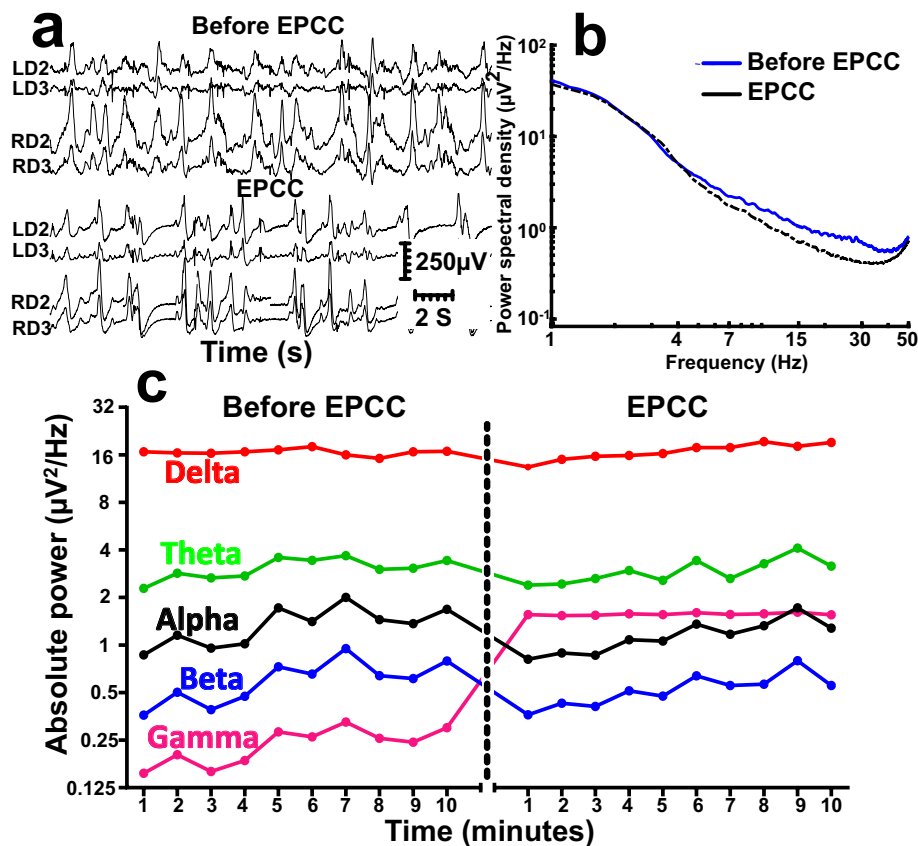 a
Before EPCC
LD2
LD3
RD2
RD3
EPCC
LD2
LD3
250µV
RD2
RD3
2 S
Time (s)
b
Power spectral density (µV²/Hz)
10²
10¹
10⁰
10⁻¹
Before EPCC
EPCC
1 4 7 15 30 50
Frequency (Hz)
c
Before EPCC EPCC
Absolute power (µV²/Hz)
32
16
8
4
2
1
0.5
0.25
0.125
Delta
Theta
Alpha
Beta
Gamma
1 2 3 4 5 6 7 8 9 10 1 2 3 4 5 6 7 8 9 10
Time (minutes)